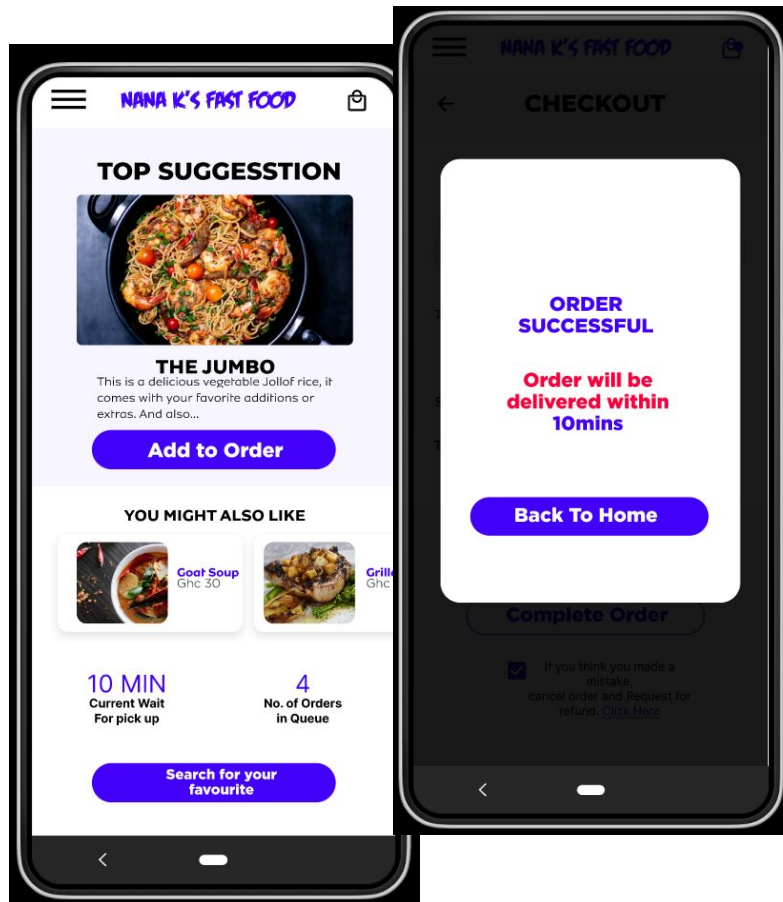 NANA K'S FAST FOOD
TOP SUGGESSTION
THE JUMBO
This is a delicious vegetable Jollof rice, it
comes with your favorite additions or
extras. And also...
Add to Order
YOU MIGHT ALSO LIKE
Goat Soup
Ghc 30
Grille
Ghc
10 MIN
Current Wait
For pick up
4
No. of Orders
in Queue
Search for your
favourite
NANA K'S FAST FOOD
CHECKOUT
ORDER
SUCCESSFUL
Order will be
delivered within
10mins
Back To Home
Complete Order
If you think you made a
mistake,
cancel order and Request for
refund. Click Here